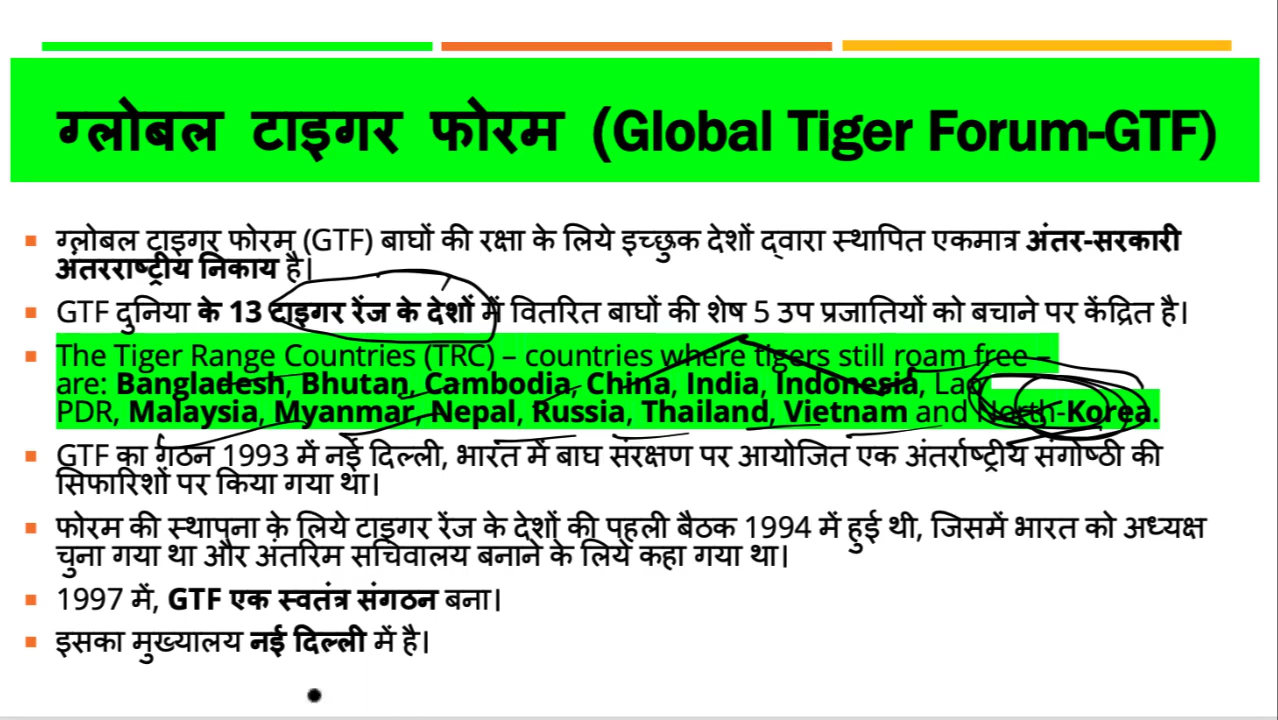 ग्लोबल टाइगर फोरम (Global Tiger Forum-GTF)
ग्लोबल टाइगर फोरम (GTF) बाघों की रक्षा के लिये इच्छुक देशों द्वारा स्थापित एकमात्र अंतर-सरकारी
अंतरराष्ट्रीय निकाय है।
GTF दुनिया के 13 टाइगर रेंज के देशों में वितरित बाघों की शेष 5 उप प्रजातियों को बचाने पर केंद्रित है।
The Tiger Range Countries (TRC) – countries where tigers still roam free –
are: Bangladesh, Bhutan, Cambodia, China, India, Indonesia,
PDR, Malaysia, Myanmar, Nepal, Russia, Thailand, Vietnam and North-Korea.
GTF का गठन 1993 में नई दिल्ली, भारत में बाघ संरक्षण पर आयोजित एक अंतर्राष्ट्रीय संगोष्ठी की
सिफारिशों पर किया गया था।
फोरम की स्थापना के लिये टाइगर रेंज के देशों की पहली बैठक 1994 में हुई थी, जिसमें भारत को अध्यक्ष
चुना गया था और अंतरिम सचिवालय बनाने के लिये कहा गया था।
1997 में, GTF एक स्वतंत्र संगठन बना।
इसका मुख्यालय नई दिल्ली में है।